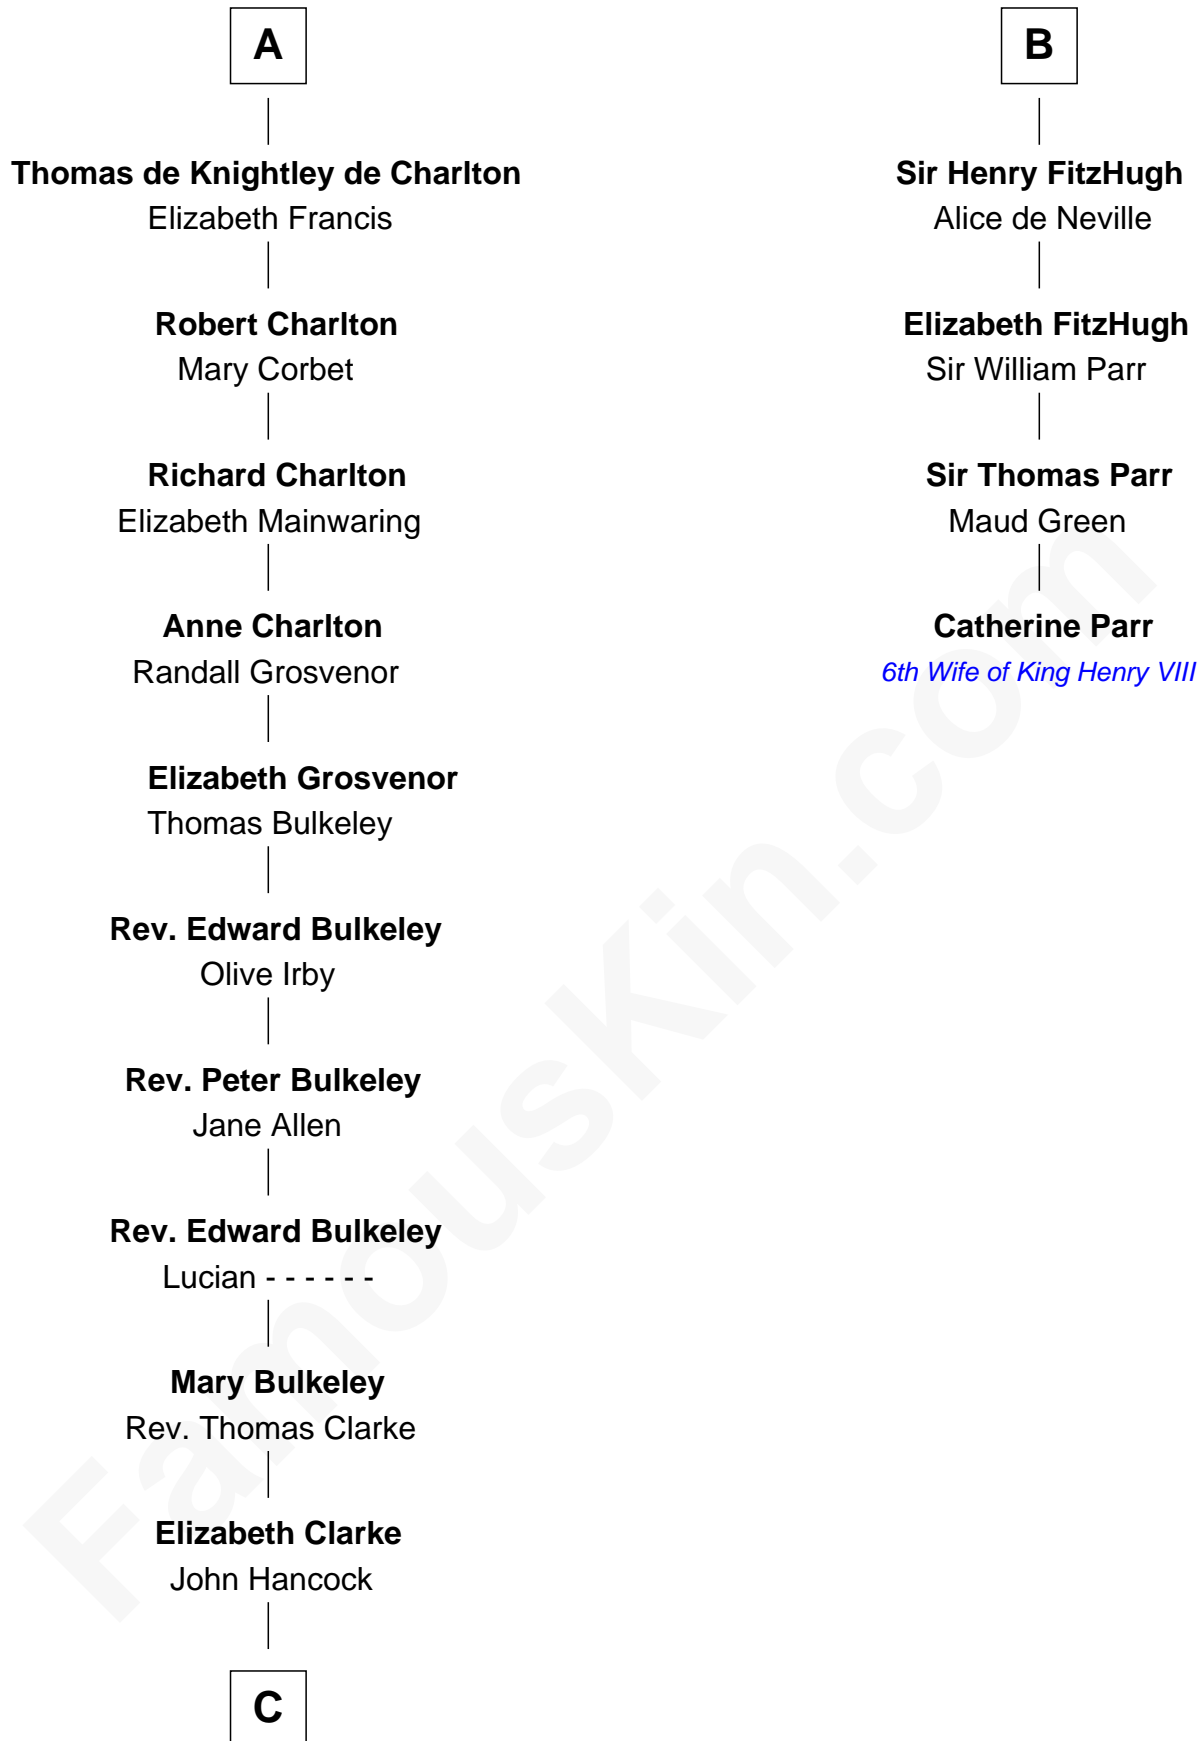 A
Thomas de Knightley de Charlton
Elizabeth Francis
Robert Charlton
Mary Corbet
Richard Charlton
Elizabeth Mainwaring
Anne Charlton
Randall Grosvenor
Elizabeth Grosvenor
Thomas Bulkeley
Rev. Edward Bulkeley
Olive Irby
Rev. Peter Bulkeley
Jane Allen
Rev. Edward Bulkeley
Lucian - - - - - -
Mary Bulkeley
Rev. Thomas Clarke
Elizabeth Clarke
John Hancock
C
B
Sir Henry FitzHugh
Alice de Neville
Elizabeth FitzHugh
Sir William Parr
Sir Thomas Parr
Maud Green
Catherine Parr
6th Wife of King Henry VIII
FamousKin.com